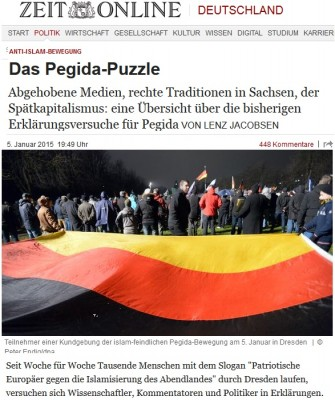 ZEIT ONLINE DEUTSCHLAND
START POLITIK WIRTSCHAFT GESELLSCHAFT KULTUR WISSEN DIGITAL STUDIUM KARRIER
ANTI-ISLAM-BEWEGUNG
Das Pegida-Puzzle
Abgehobene Medien, rechte Traditionen in Sachsen, der
Spätkapitalismus: eine Übersicht über die bisherigen
Erklärungsversuche für Pegida VON LENZ JACOBSEN
5. Januar 2015 19:49 Uhr 448 Kommentare
Teilnehmer einer Kundgebung der islam-feindlichen Pegida-Bewegung am 5. Januar in Dresden | ©
Seit Woche für Woche Tausende Menschen mit dem Slogan "Patriotische
Europäer gegen die Islamisierung des Abendlandes" durch Dresden laufen,
versuchen sich Wissenschaftler, Kommentatoren und Politiker in Erklärungen.